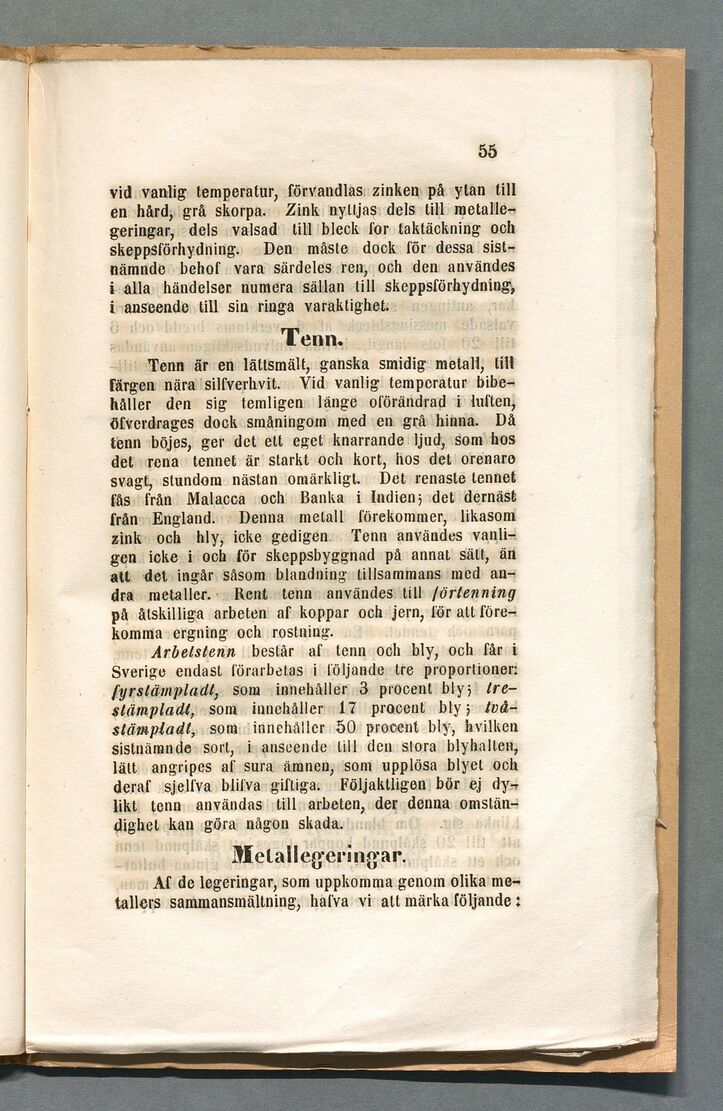 55
vid vanlig temperatur, förvandlas zinken på ytan till
en hård, grå skorpa. Zink nyttjas dels till metalle-
geringar, dels valsad till bleck for taktäckning och
skeppsförhydning. Den måste dock för dessa sist-
nämnde behof vara särdeles ren, och den användes
i alla händelser numera sällan till skeppsförhydning,
i anseende till sin ringa varaktighet.
Tenn.
Tenn är en lättsmält, ganska smidig metall, till
färgen nära silfverhvit. Vid vanlig temperatur bibe-
håller den sig temligen länge oförändrad i luften,
öfverdrages dock småningom med en grå hinna. Då
tenn böjes, ger det ett eget knarrande ljud, som hos
det rena tennet är starkt och kort, hos det orenare
svagt, stundom nästan omärkligt. Det renaste tennet
fås från Malacca och Banka i Indien; det dernäst
från England. Denna metall förekommer, likasom
zink och bly, icke gedigen. Tenn användes vanli-
gen icke i och för skeppsbyggnad på annat sätt, än
att det ingår såsom blandning tillsammans med an-
dra metaller. Rent tenn användes till förtenning
på åtskilliga arbeten af koppar och jern, för att före-
komma ergning och rostning.
Arbetstenn består af tenn och bly, och får i
Sverige endast förarbetas i följande tre proportioner:
fyrstämpladt, som innehåller 3 procent bly; tre-
stämpladt, som innehåller 17 procent bly; två-
stämpladt, som innehåller 50 procent bly, hvilken
sistnämnde sort, i anseende till den stora blyhalten,
lätt angripes af sura ämnen, som upplösa blyet och
deraf sjelfva blifva giftiga. Följaktligen bör ej dy-
likt tenn användas till arbeten, der denna omstän-
dighet kan göra någon skada.
Metallegeringar.
Af de legeringar, som uppkomma genom olika me-
tallers sammansmältning, hafva vi att märka följande: